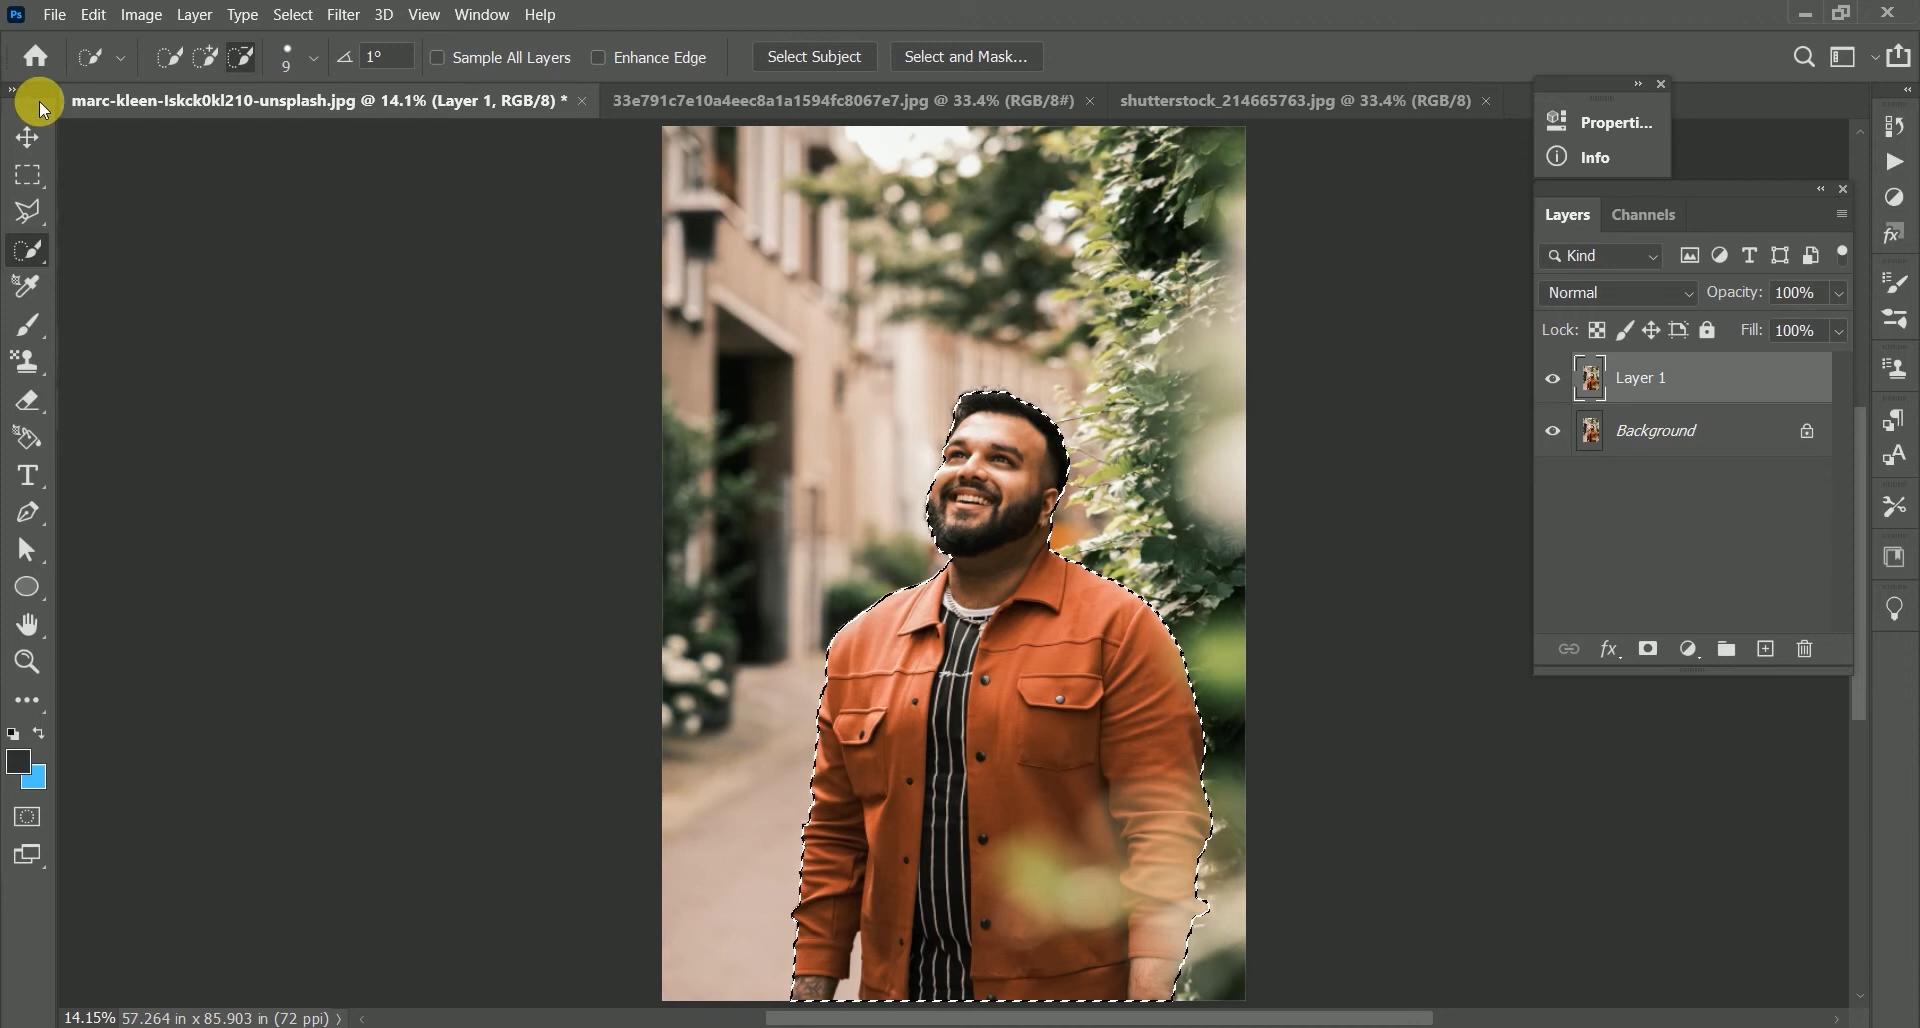 Ps File Edit Image Layer Type Select Filter 3D View Window Help
9 1° Sample All Layers Enhance Edge Select Subject Select and Mask...
marc-kleen-Iskck0kl210-unsplash.jpg @ 14.1% (Layer 1, RGB/8) * × 33e791c7e10a4eec8a1a1594fc8067e7.jpg @ 33.4% (RGB/8#) × shutterstock_214665763.jpg @ 33.4% (RGB/8) ×
Properti...
Info
Layers Channels
Kind
Normal Opacity: 100%
Lock: Fill: 100%
Layer 1
Background
fx
14.15% 57.264 in x 85.903 in (72 ppi)